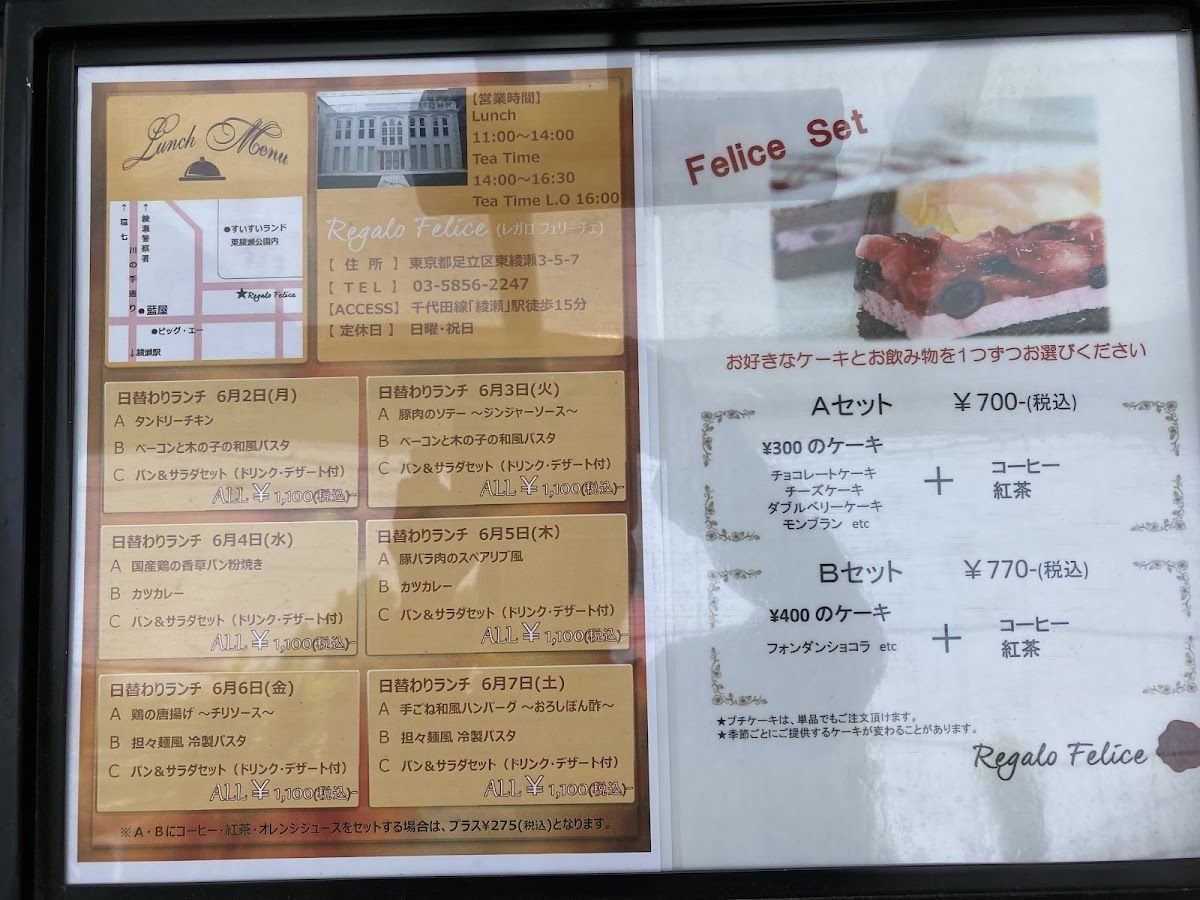 Lunch Menu
↑塩七
↑綾瀬警察署
川の手通り
●すいすいランド
東綾瀬公園内
★Regalo Felice
●藍屋
●ビッグ・エー
↓綾瀬駅
【営業時間】
Lunch
11:00～14:00
Tea Time
14:00～16:30
Tea Time L.O 16:00
Regalo Felice (レガロ フェリーチェ)
【 住 所 】 東京都足立区東綾瀬3-5-7
【 T E L 】 03-5856-2247
【ACCESS】 千代田線「綾瀬」駅徒歩15分
【 定休日 】 日曜・祝日
日替わりランチ 6月2日(月)
A タンドリーチキン
B ベーコンと木の子の和風パスタ
C パン＆サラダセット（ドリンク・デザート付）
ALL ¥ 1,100(税込)-
日替わりランチ 6月3日(火)
A 豚肉のソテー ～ジンジャーソース～
B ベーコンと木の子の和風パスタ
C パン＆サラダセット（ドリンク・デザート付）
ALL ¥ 1,100(税込)-
日替わりランチ 6月4日(水)
A 国産鶏の香草パン粉焼き
B カツカレー
C パン＆サラダセット（ドリンク・デザート付）
ALL ¥ 1,100(税込)-
日替わりランチ 6月5日(木)
A 豚バラ肉のスペアリブ風
B カツカレー
C パン＆サラダセット（ドリンク・デザート付）
ALL ¥ 1,100(税込)-
日替わりランチ 6月6日(金)
A 鶏の唐揚げ ～チリソース～
B 担々麺風 冷製パスタ
C パン＆サラダセット（ドリンク・デザート付）
ALL ¥ 1,100(税込)-
日替わりランチ 6月7日(土)
A 手ごね和風ハンバーグ ～おろしぽん酢～
B 担々麺風 冷製パスタ
C パン＆サラダセット（ドリンク・デザート付）
ALL ¥ 1,100(税込)-
※A・Bにコーヒー・紅茶・オレンジジュースをセットする場合は、プラス¥275(税込)となります。
Felice Set
お好きなケーキとお飲み物を1つずつお選びください
Aセット ￥700-(税込)
¥300 のケーキ
チョコレートケーキ
チーズケーキ
ダブルベリーケーキ
モンブラン etc
＋
コーヒー
紅茶
Bセット ￥770-(税込)
¥400 のケーキ
フォンダンショコラ etc
＋
コーヒー
紅茶
★プチケーキは、単品でもご注文頂けます。
★季節ごとにご提供するケーキが変わることがあります。
Regalo Felice